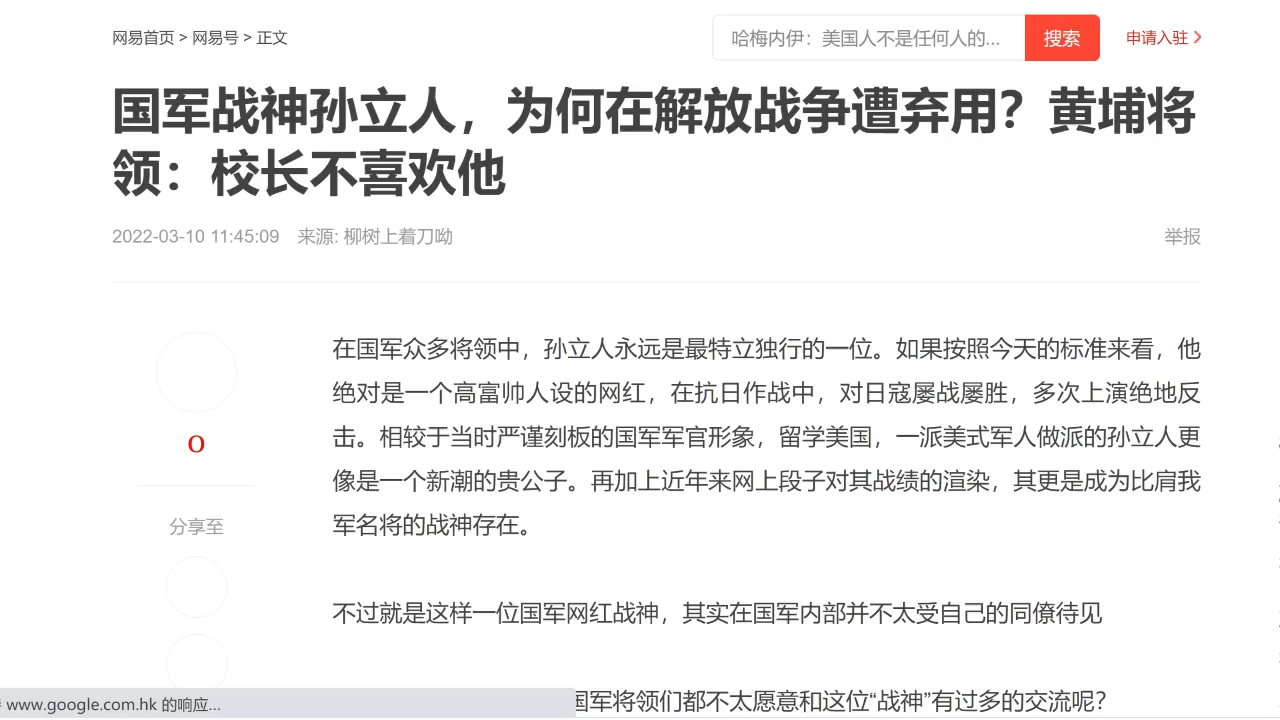 网易首页 > 网易号 > 正文
哈梅内伊：美国人不是任何人的...
搜索
申请入驻
国军战神孙立人，为何在解放战争遭弃用？黄埔将
领：校长不喜欢他
2022-03-10 11:45:09 来源: 柳树上着刀呦
举报
0
分享至
在国军众多将领中，孙立人永远是最特立独行的一位。如果按照今天的标准来看，他
绝对是一个高富帅人设的网红，在抗日作战中，对日寇屡战屡胜，多次上演绝地反
击。相较于当时严谨刻板的国军军官形象，留学美国，一派美式军人做派的孙立人更
像是一个新潮的贵公子。再加上近年来网上段子对其战绩的渲染，其更是成为比肩我
军名将的战神存在。
不过就是这样一位国军网红战神，其实在国军内部并不太受自己的同僚待见
国军将领们都不太愿意和这位“战神”有过多的交流呢？
www.google.com.hk 的响应...